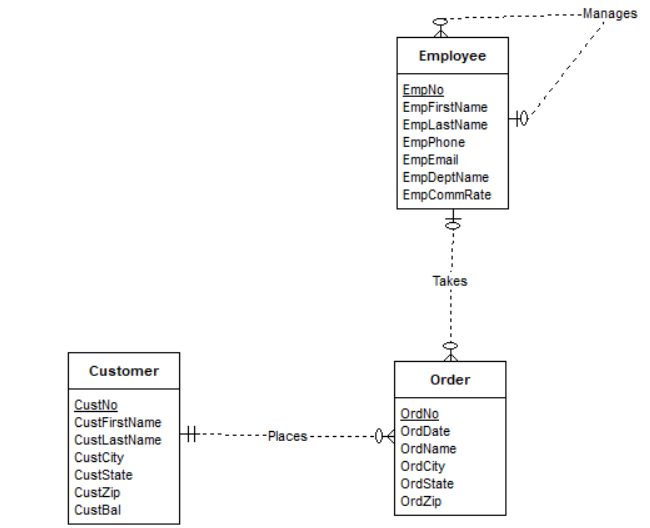 Manages
Employee
EmpNo
EmpFirstName
EmpLastName
EmpPhone
EmpEmail
EmpDeptName
EmpCommRate
Takes
Customer
CustNo
CustFirstName
CustLastName
CustCity
CustState
CustZip
CustBal
Places
Order
OrdNo
OrdDate
OrdName
OrdCity
OrdState
OrdZip